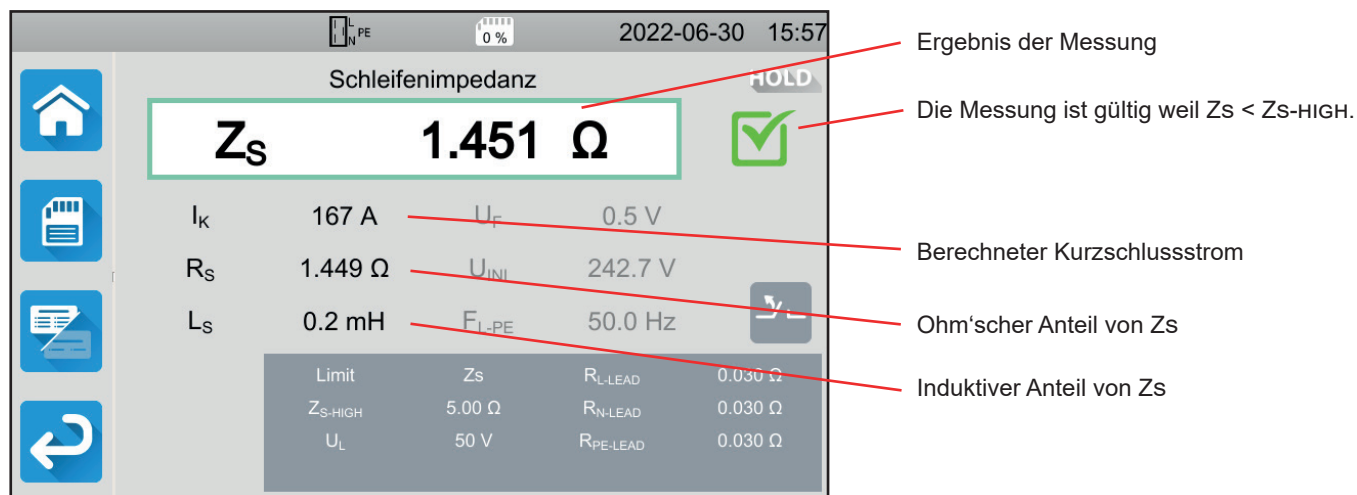 L
N PE
0 %
2022-06-30 15:57
Schleifenimpedanz
HOLD
ZS 1.451 Ω
IK 167 A UF 0.5 V
RS 1.449 Ω UINI 242.7 V
LS 0.2 mH FL-PE 50.0 Hz
Limit Zs RL-LEAD 0.030 Ω
ZS-HIGH 5.00 Ω RN-LEAD 0.030 Ω
UL 50 V RPE-LEAD 0.030 Ω
Ergebnis der Messung
Die Messung ist gültig weil Zs < Zs-HIGH.
Berechneter Kurzschlussstrom
Ohm‘scher Anteil von Zs
Induktiver Anteil von Zs